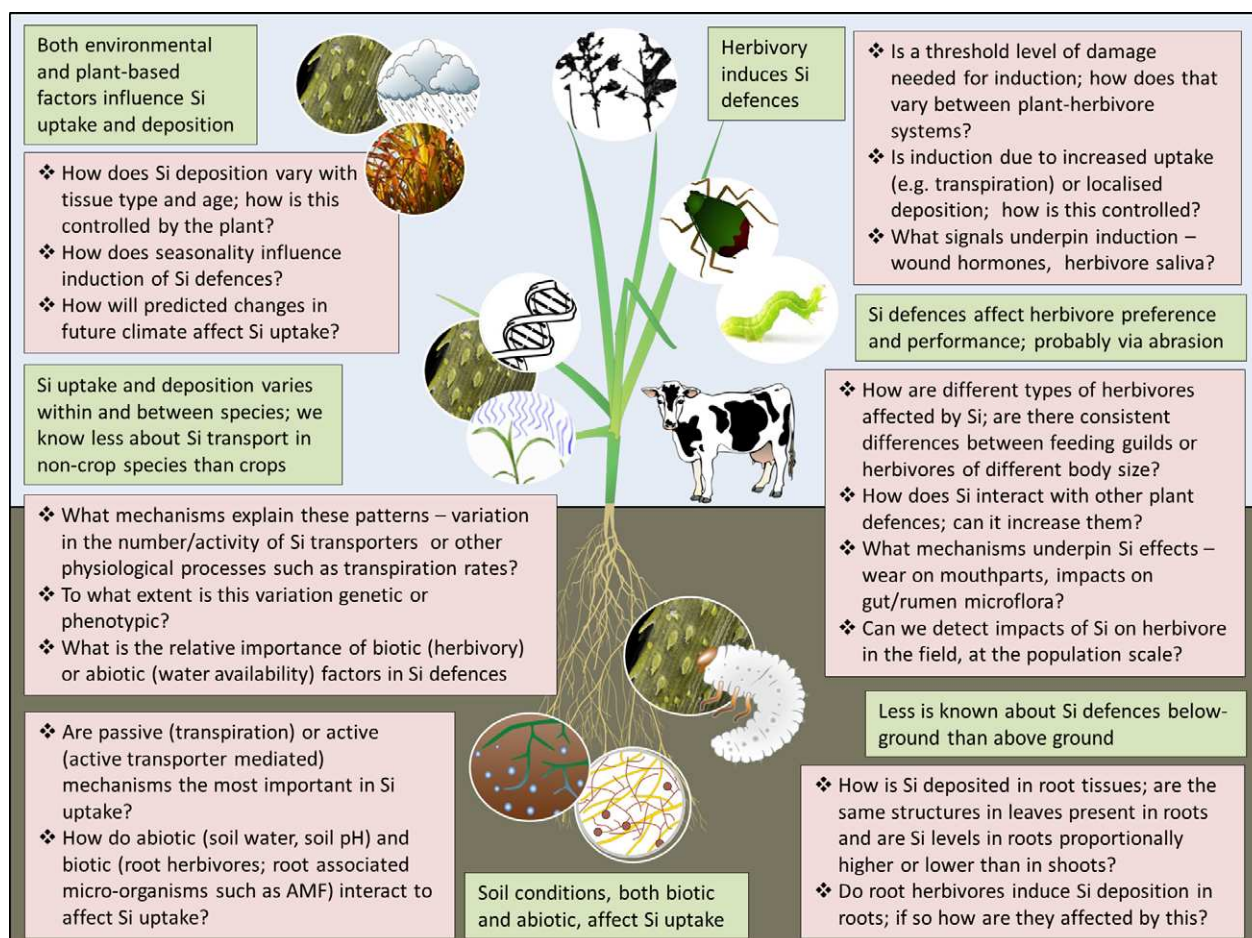 Both environmental
and plant-based
factors influence Si
uptake and deposition
❖ How does Si deposition vary with
tissue type and age; how is this
controlled by the plant?
❖ How does seasonality influence
induction of Si defences?
❖ How will predicted changes in
future climate affect Si uptake?
Si uptake and deposition varies
within and between species; we
know less about Si transport in
non-crop species than crops
❖ What mechanisms explain these patterns – variation
in the number/activity of Si transporters or other
physiological processes such as transpiration rates?
❖ To what extent is this variation genetic or
phenotypic?
❖ What is the relative importance of biotic (herbivory)
or abiotic (water availability) factors in Si defences
❖ Are passive (transpiration) or active
(active transporter mediated)
mechanisms the most important in Si
uptake?
❖ How do abiotic (soil water, soil pH) and
biotic (root herbivores; root associated
micro-organisms such as AMF) interact to
affect Si uptake?
Soil conditions, both biotic
and abiotic, affect Si uptake
Herbivory
induces Si
defences
❖ Is a threshold level of damage
needed for induction; how does that
vary between plant-herbivore
systems?
❖ Is induction due to increased uptake
(e.g. transpiration) or localised
deposition; how is this controlled?
❖ What signals underpin induction –
wound hormones, herbivore saliva?
Si defences affect herbivore preference
and performance; probably via abrasion
❖ How are different types of herbivores
affected by Si; are there consistent
differences between feeding guilds or
herbivores of different body size?
❖ How does Si interact with other plant
defences; can it increase them?
❖ What mechanisms underpin Si effects –
wear on mouthparts, impacts on
gut/rumen microflora?
❖ Can we detect impacts of Si on herbivore
in the field, at the population scale?
Less is known about Si defences below-
ground than above ground
❖ How is Si deposited in root tissues; are the
same structures in leaves present in roots
and are Si levels in roots proportionally
higher or lower than in shoots?
❖ Do root herbivores induce Si deposition in
roots; if so how are they affected by this?